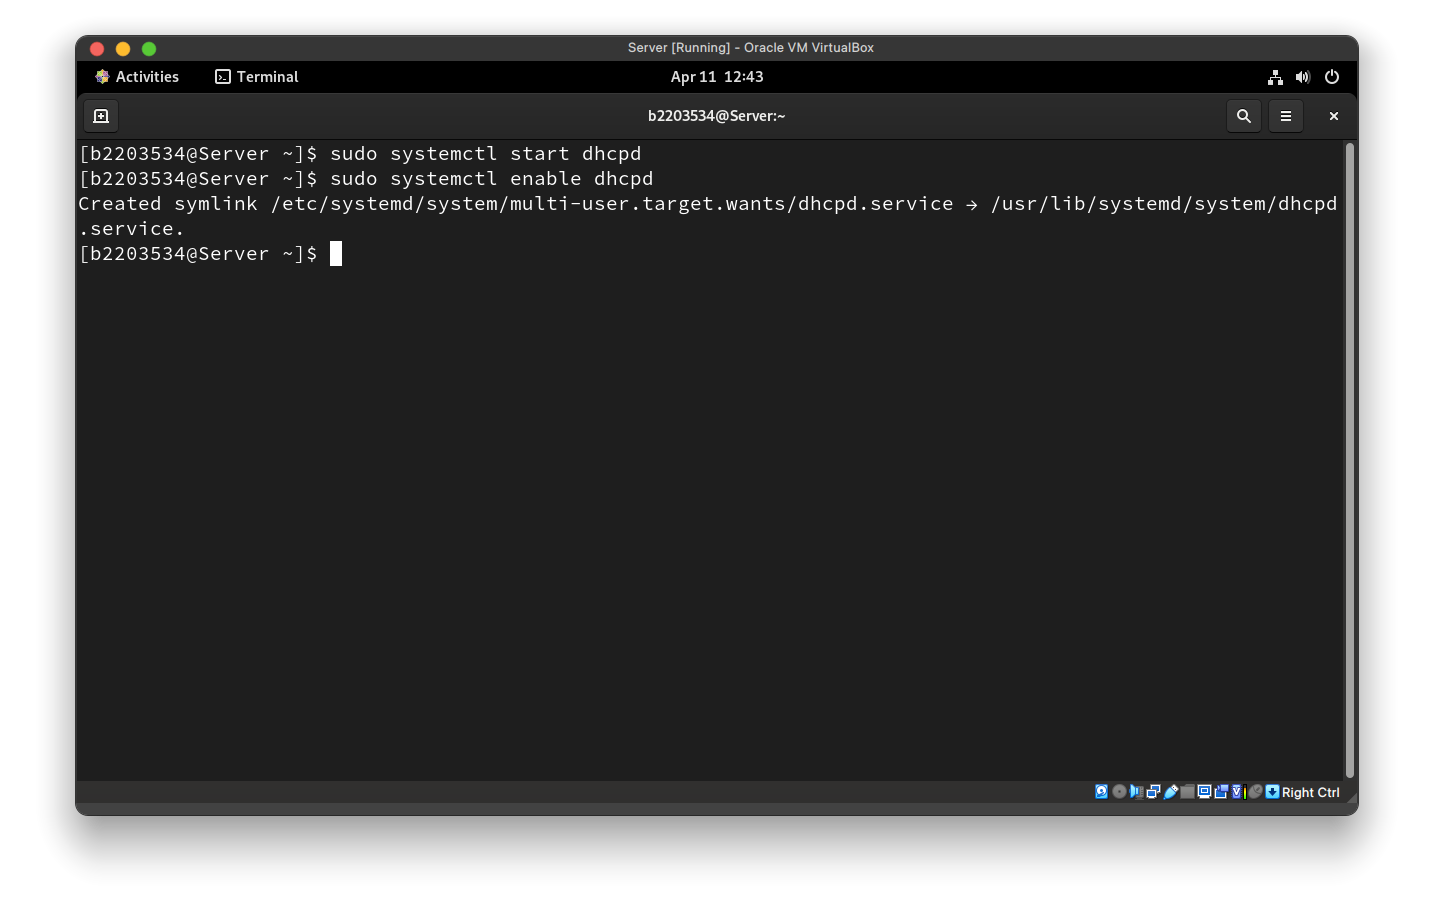 Server [Running] - Oracle VM VirtualBox
Activities Terminal Apr 11 12:43
b2203534@Server:~
[b2203534@Server ~]$ sudo systemctl start dhcpd
[b2203534@Server ~]$ sudo systemctl enable dhcpd
Created symlink /etc/systemd/system/multi-user.target.wants/dhcpd.service → /usr/lib/systemd/system/dhcpd
.service.
[b2203534@Server ~]$
Right Ctrl